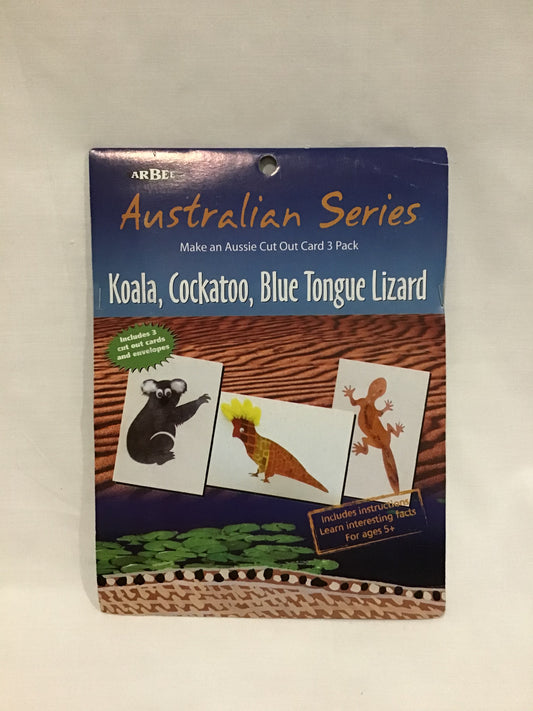 ARBEE
Australian Series
Make an Aussie Cut Out Card 3 Pack
Koala, Cockatoo, Blue Tongue Lizard
Includes 3
cut out cards
and envelopes
Includes instructions
Learn interesting facts
For ages 5+